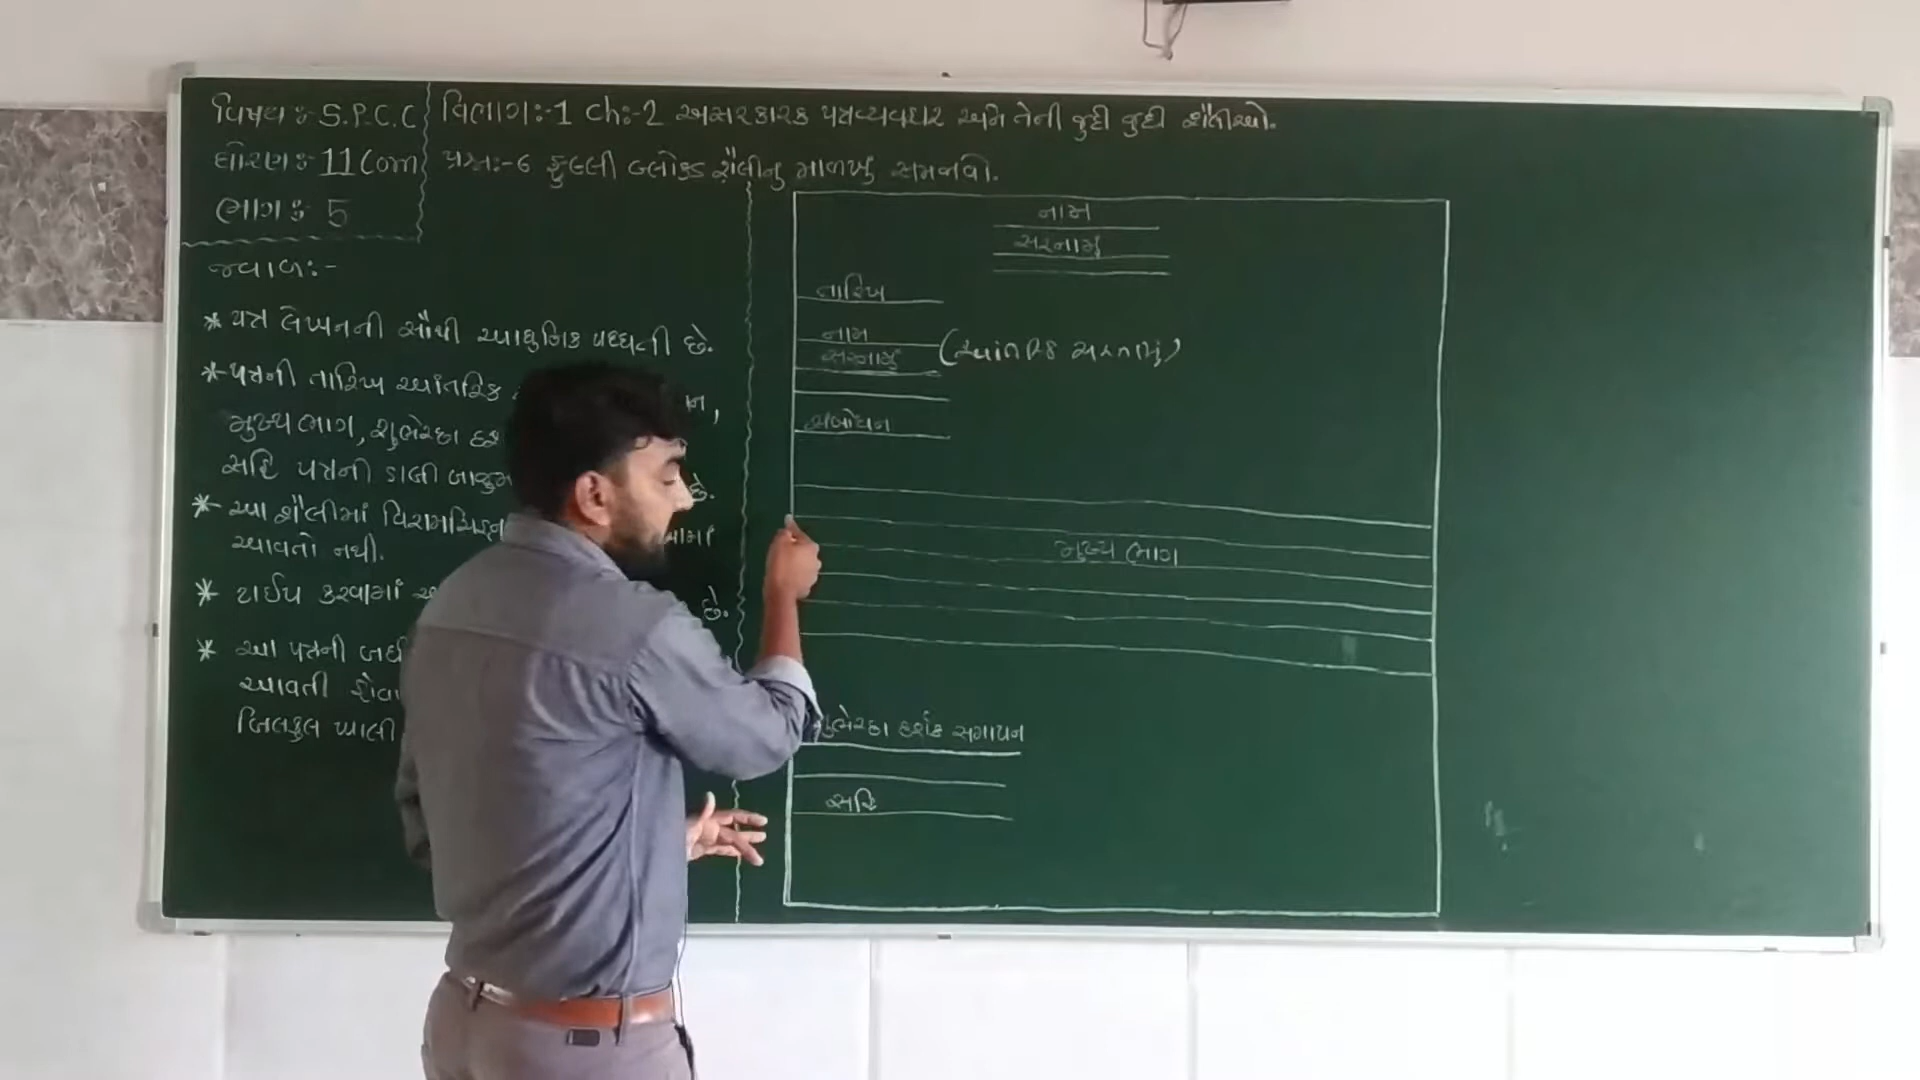 વિષય :- S.P.C.C
ધોરણ :- 11 Com
ભાગ :- 5
વિભાગ:-1 ch:-2 અસરકારક પત્રવ્યવહાર અને તેની જુદી જુદી શૈલીઓ.
પ્રશ્ન:-6 ફુલ્લી બ્લોક્ડ શૈલીનુ માળખુ સમજાવો.
જવાબ:-
* પત્ર લેખનની સૌથી આધુનિક પધ્ધતી છે.
* પત્રની તારિખ આંતરિક
મુખ્ય ભાગ, શુભેચ્છા દર્શ
સહિ પત્રની ડાબી બાજુમ છે.
* આ શૈલીમાં વિરામચિહ્ન
આવતો નથી.
* ટાઈપ કરવામાં છે.
* આ પત્રની બધી
આવતી હોવા
બિલકુલ ખાલી
નામ
સરનામુ
તારિખ
નામ
સરનામું (આંતરિક સરનામું)
સંબોધન
મુખ્ય ભાગ
શુભેચ્છા દર્શક સમાપન
સહિ